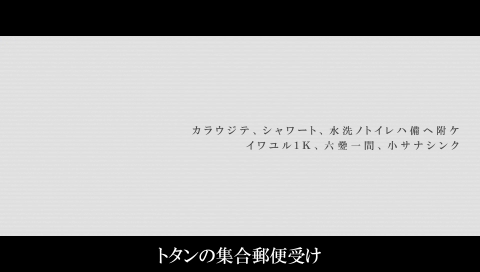 カラウジテ、シャワート、水洗ノトイレハ備ヘ附ケ
イワユル1K、六疊一間、小サナシンク
トタンの集合郵便受け